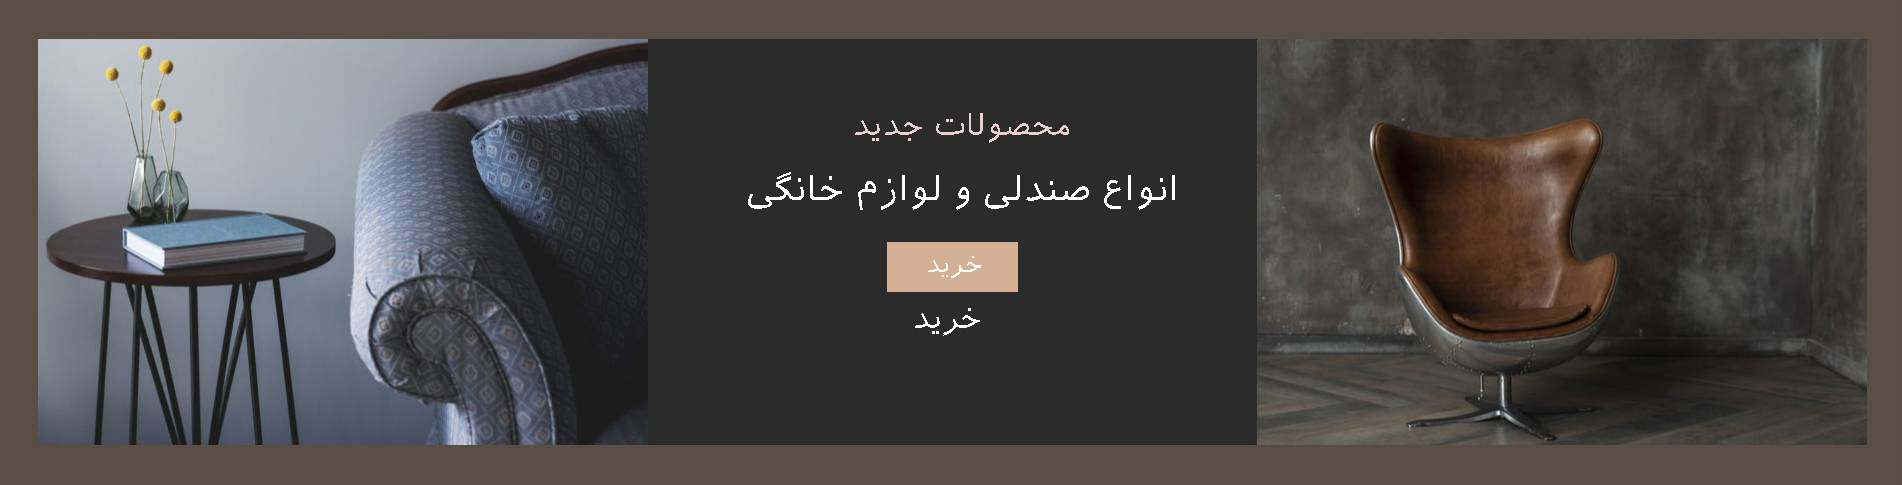 محصولات جدید
انواع صندلی و لوازم خانگی
خرید
خرید